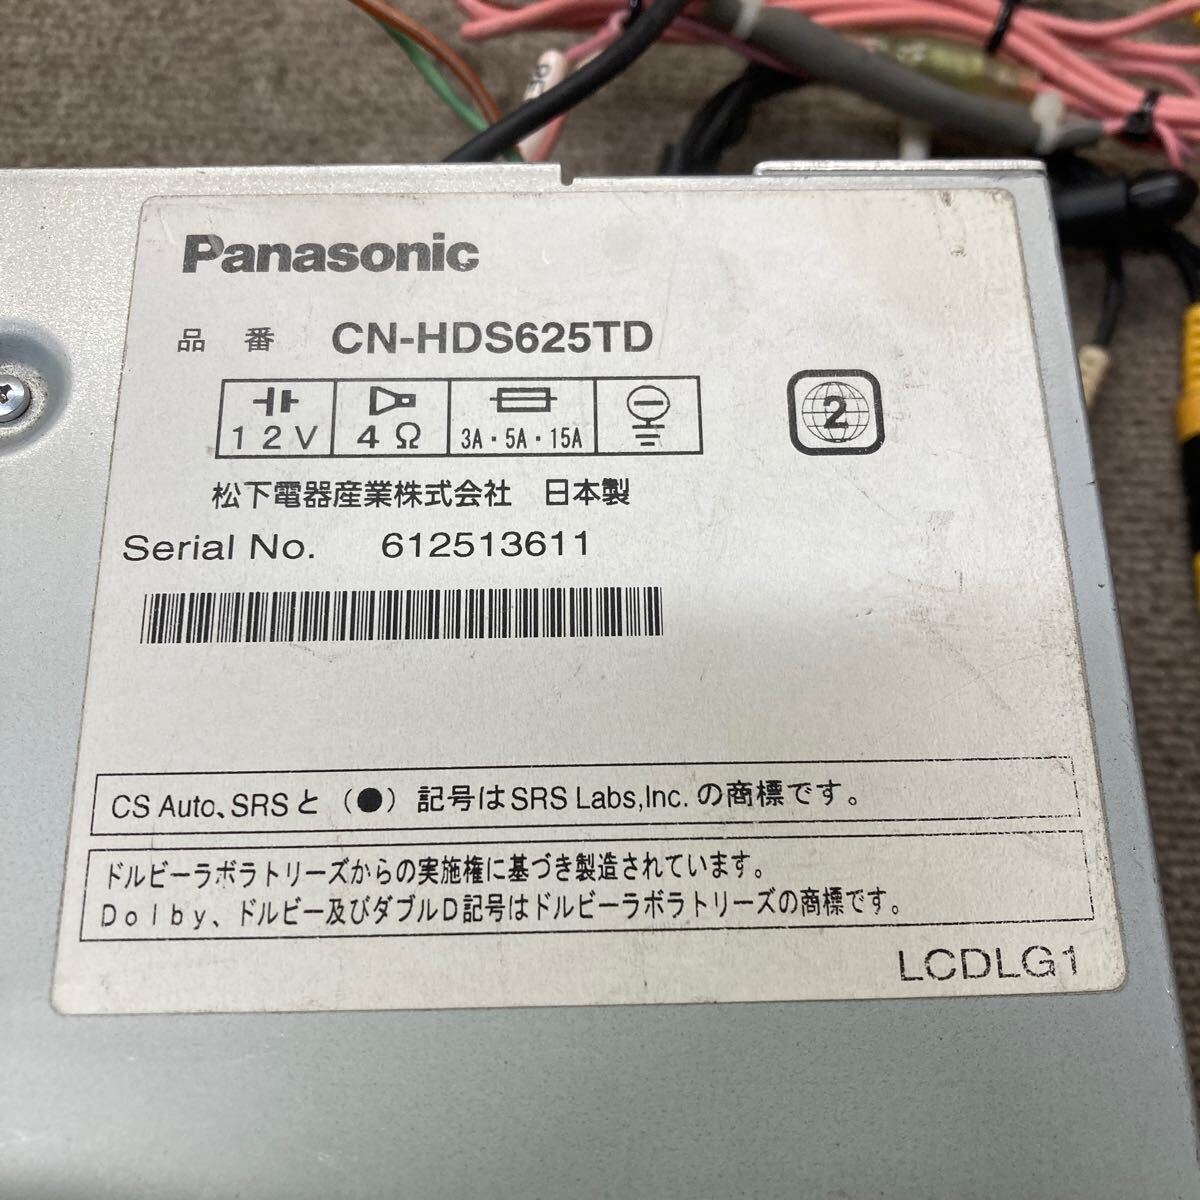 Panasonic
品番 CN-HDS625TD
12V 4Ω 3A・5A・15A
2
松下電器産業株式会社 日本製
Serial No. 612513611
CS Auto、SRSと（●）記号はSRS Labs,Inc.の商標です。
ドルビーラボラトリーズからの実施権に基づき製造されています。
Dolby、ドルビー及びダブルD記号はドルビーラボラトリーズの商標です。
LCDLG1